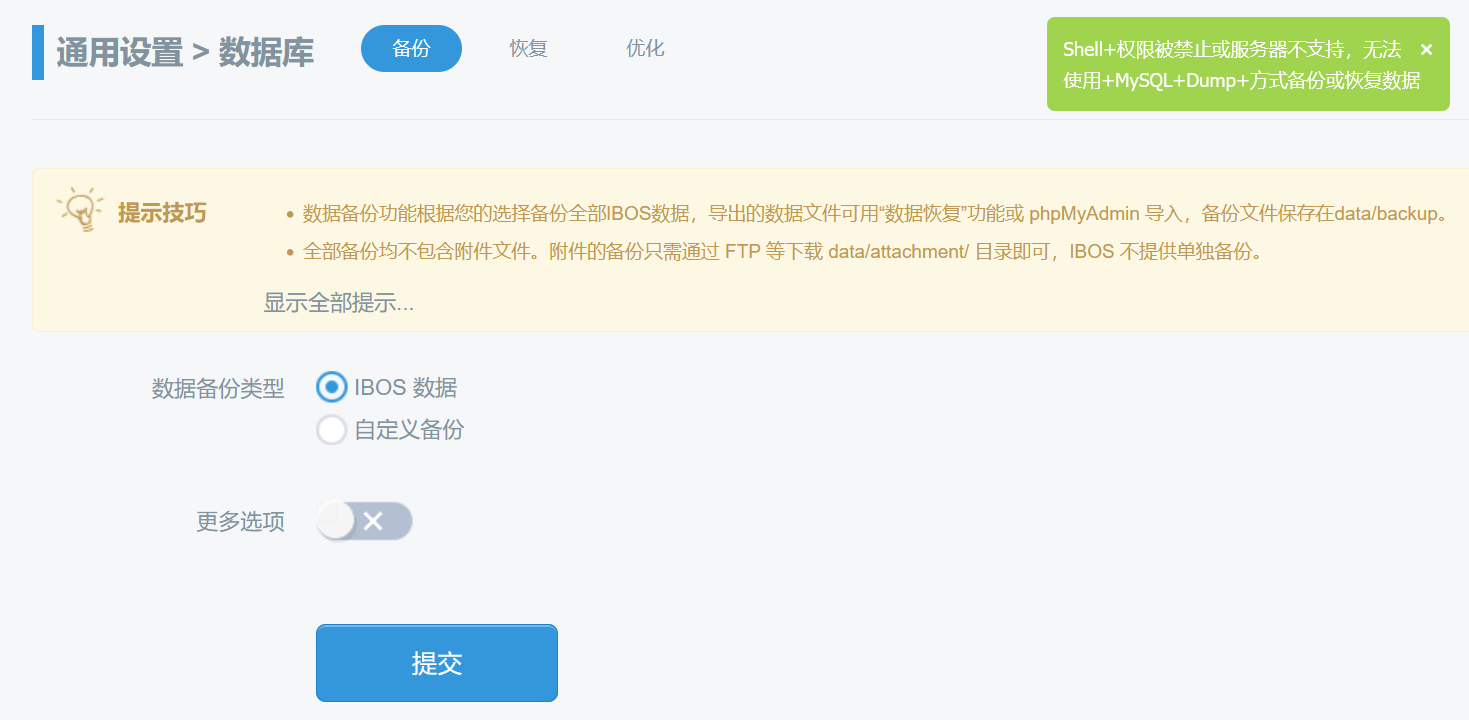 通用设置 > 数据库
备份
恢复
优化
Shell+权限被禁止或服务器不支持，无法
使用+MySQL+Dump+方式备份或恢复数据
提示技巧
数据备份功能根据您的选择备份全部IBOS数据，导出的数据文件可用“数据恢复”功能或 phpMyAdmin 导入，备份文件保存在data/backup。
全部备份均不包含附件文件。附件的备份只需通过 FTP 等下载 data/attachment/ 目录即可，IBOS 不提供单独备份。
显示全部提示...
数据备份类型
IBOS 数据
自定义备份
更多选项
提交